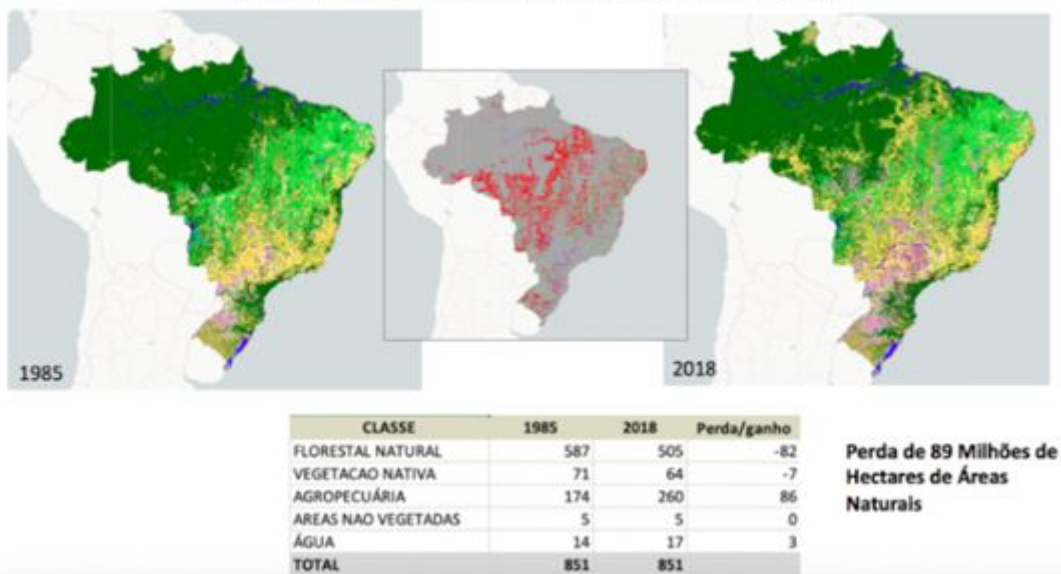 1985
2018
CLASSE 1985 2018 Perda/ganho
FLORESTAL NATURAL 587 505 -82
VEGETACAO NATIVA 71 64 -7
AGROPECUÁRIA 174 260 86
AREAS NAO VEGETADAS 5 5 0
ÁGUA 14 17 3
TOTAL 851 851
Perda de 89 Milhões de
Hectares de Áreas
Naturais